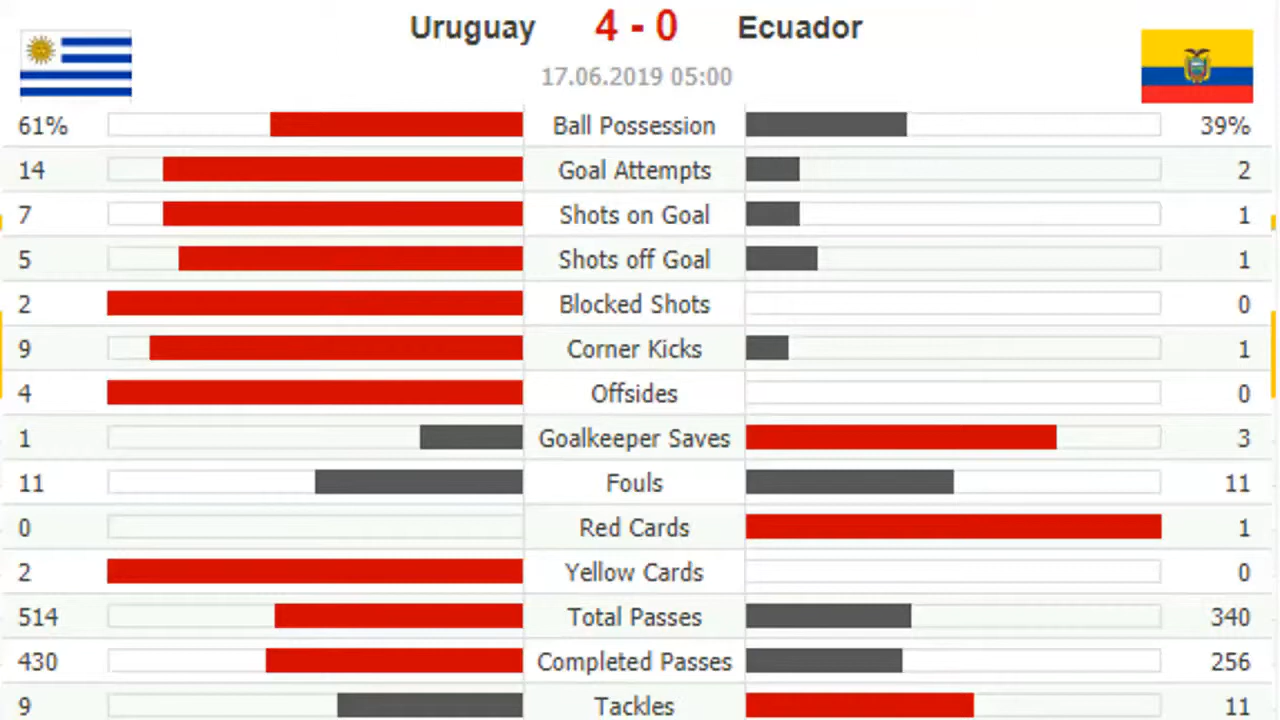 Uruguay 4 - 0 Ecuador
17.06.2019 05:00
61% Ball Possession 39%
14 Goal Attempts 2
7 Shots on Goal 1
5 Shots off Goal 1
2 Blocked Shots 0
9 Corner Kicks 1
4 Offsides 0
1 Goalkeeper Saves 3
11 Fouls 11
0 Red Cards 1
2 Yellow Cards 0
514 Total Passes 340
430 Completed Passes 256
9 Tackles 11